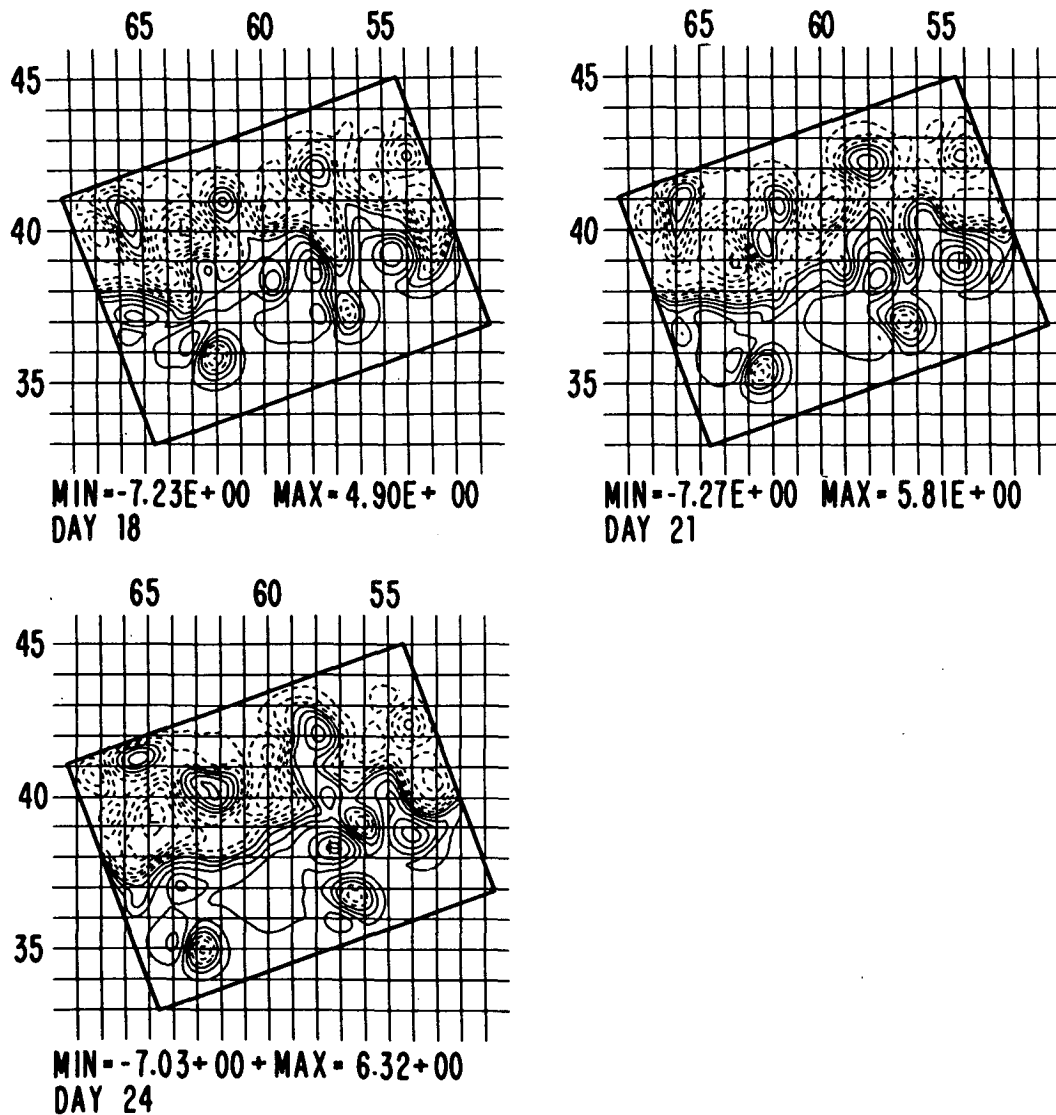 65 60 55
45
40
35
MIN=-7.23E+00 MAX=4.90E+ 00
DAY 18
65 60 55
45
40
35
MIN=-7.27E+00 MAX=5.81E+00
DAY 21
65 60 55
45
40
35
MIN=-7.03+00+MAX=6.32+00
DAY 24